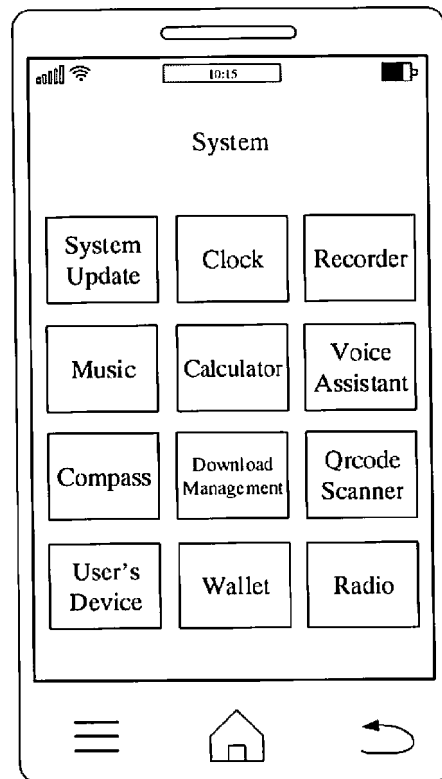 10:15
System
System
Update
Clock
Recorder
Music
Calculator
Voice
Assistant
Compass
Download
Management
Qrcode
Scanner
User's
Device
Wallet
Radio